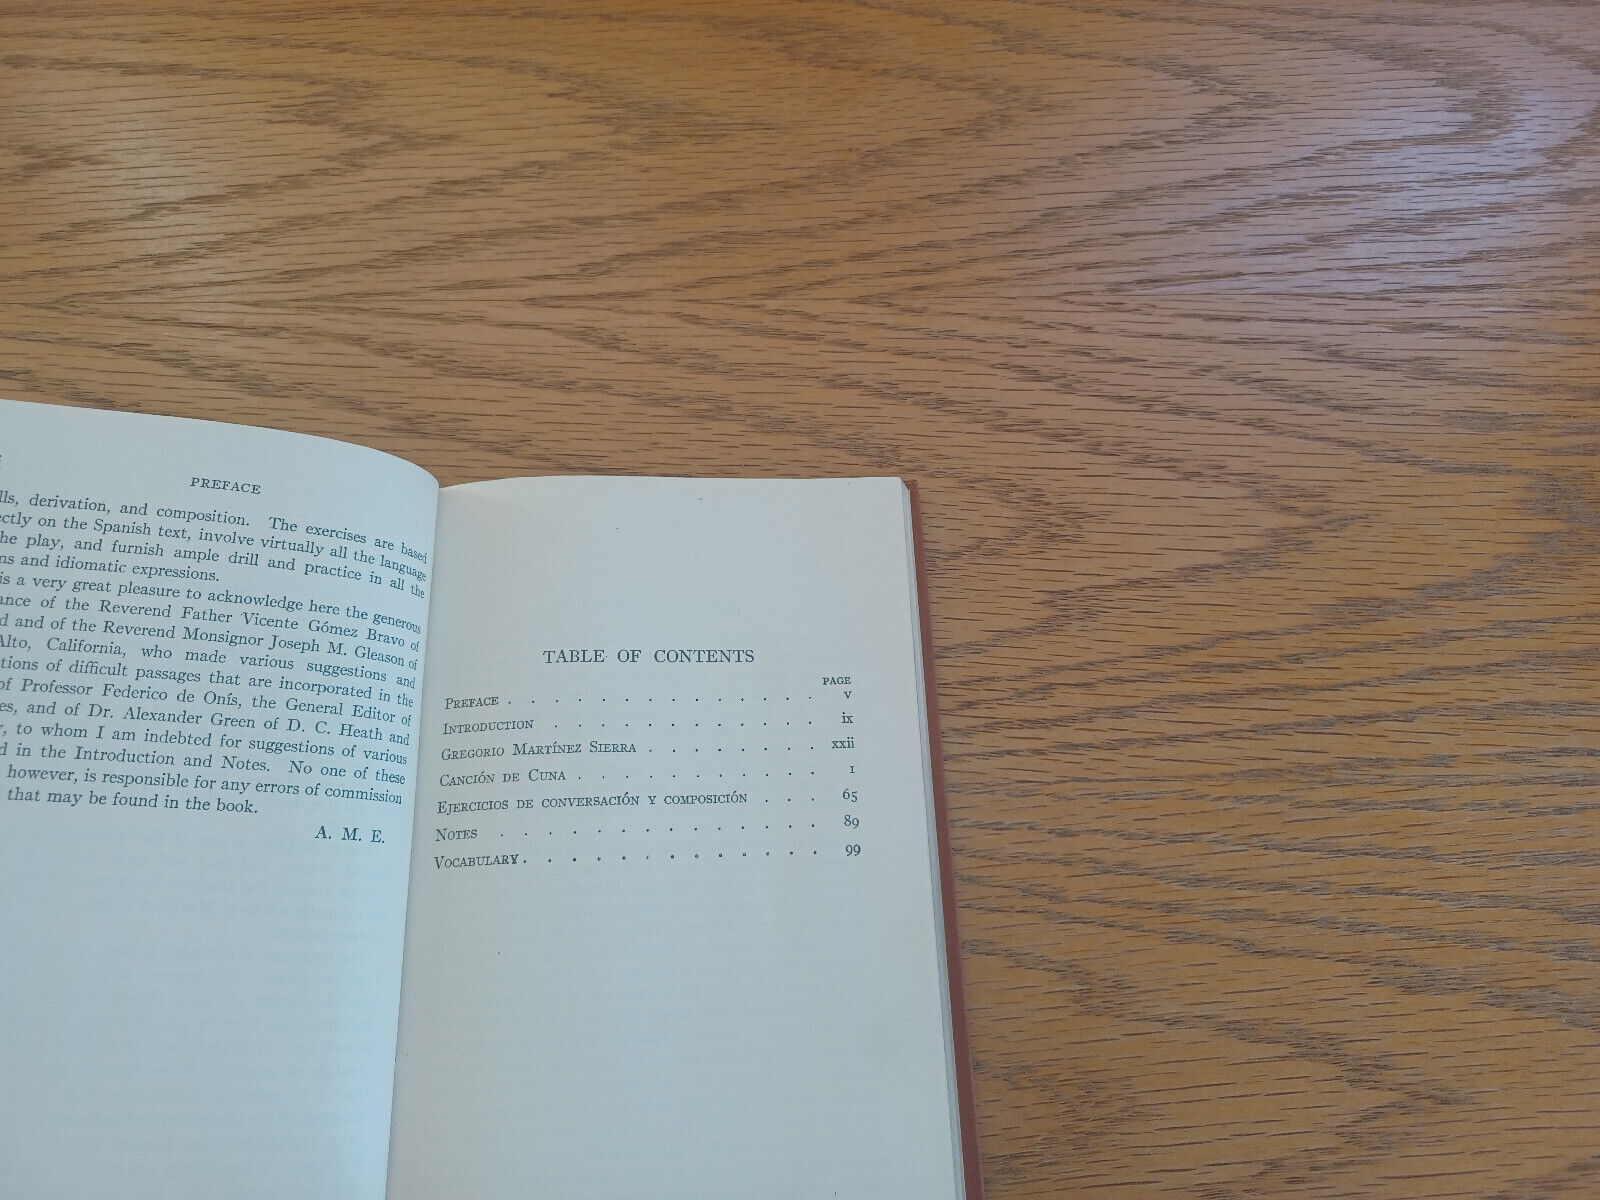 PREFACE
derivation, and composition. The exercises are based
on the Spanish text, involve virtually all the language
play, and furnish ample drill and practice in all the
and idiomatic expressions.
is a very great pleasure to acknowledge here the generous
of the Reverend Father Vicente Gómez Bravo of
and of the Reverend Monsignor Joseph M. Gleason of
Alto, California, who made various suggestions and
of difficult passages that are incorporated in the
of Professor Federico de Onís, the General Editor of
and of Dr. Alexander Green of D. C. Heath and
to whom I am indebted for suggestions of various
in the Introduction and Notes. No one of these
however, is responsible for any errors of commission
that may be found in the book.
A. M. E.
TABLE OF CONTENTS
PAGE
PREFACE . . . . . . . . . . . . . v
INTRODUCTION . . . . . . . . . . . ix
GREGORIO MARTÍNEZ SIERRA . . . . . . . xxii
CANCIÓN DE CUNA . . . . . . . . . . 1
EJERCICIOS DE CONVERSACIÓN Y COMPOSICIÓN . . . 65
NOTES . . . . . . . . . . . . . 89
VOCABULARY . . . . . . . . . . . . 99